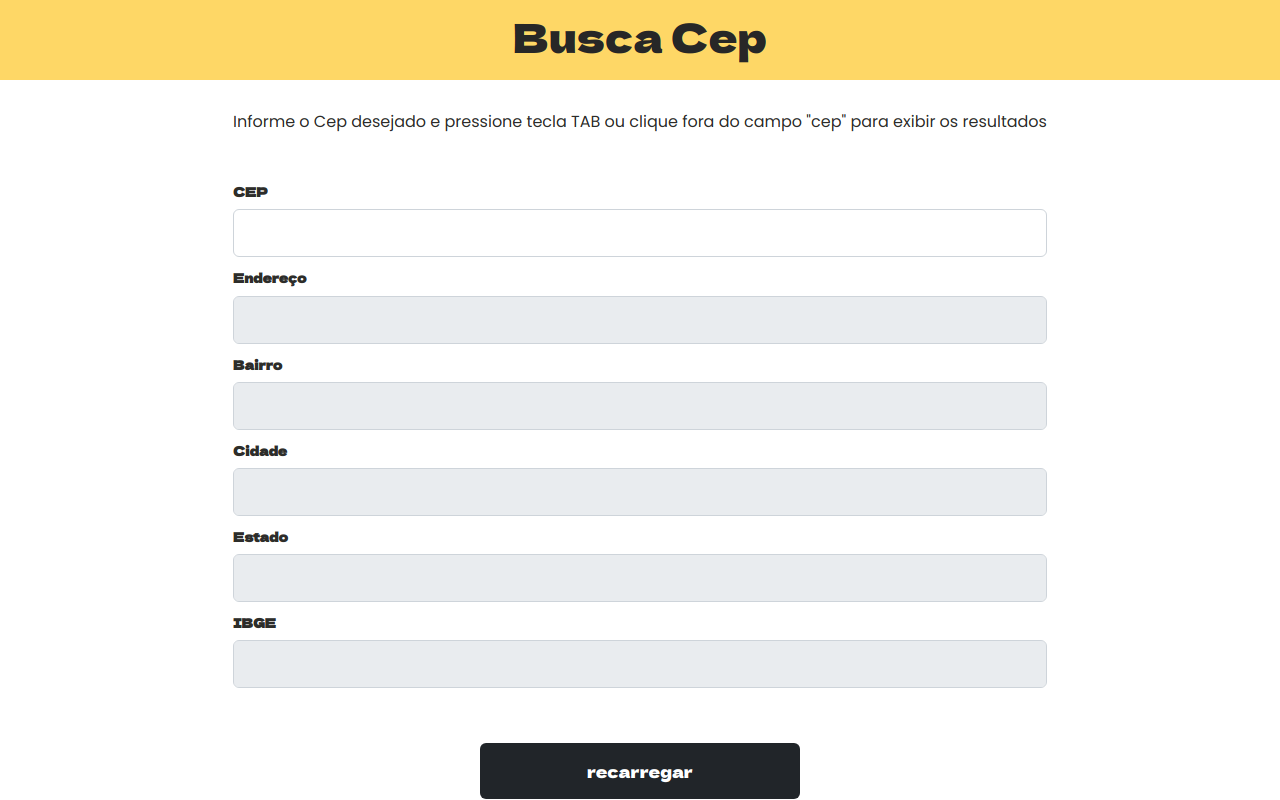 Busca Cep
Informe o Cep desejado e pressione tecla TAB ou clique fora do campo "cep" para exibir os resultados
CEP
Endereço
Bairro
Cidade
Estado
IBGE
recarregar